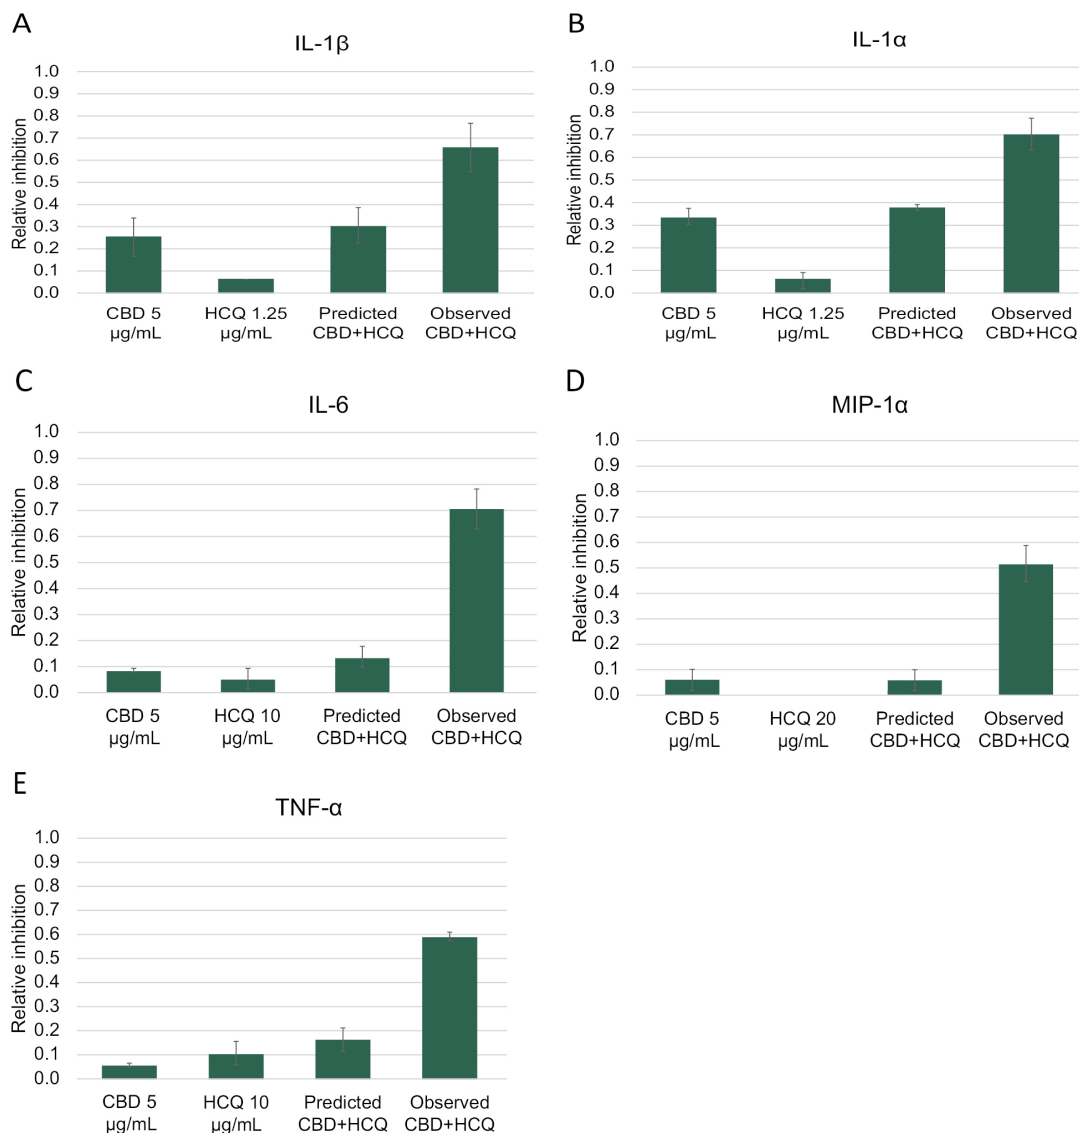 A
IL-1β
Relative inhibition
1.0
0.9
0.8
0.7
0.6
0.5
0.4
0.3
0.2
0.1
0.0
CBD 5 HCQ 1.25 Predicted Observed
µg/mL µg/mL CBD+HCQ CBD+HCQ
B
IL-1α
Relative inhibition
1.0
0.9
0.8
0.7
0.6
0.5
0.4
0.3
0.2
0.1
0.0
CBD 5 HCQ 1.25 Predicted Observed
µg/mL µg/mL CBD+HCQ CBD+HCQ
C
IL-6
Relative inhibition
1.0
0.9
0.8
0.7
0.6
0.5
0.4
0.3
0.2
0.1
0.0
CBD 5 HCQ 10 Predicted Observed
µg/mL µg/mL CBD+HCQ CBD+HCQ
D
MIP-1α
Relative inhibition
1.0
0.9
0.8
0.7
0.6
0.5
0.4
0.3
0.2
0.1
0.0
CBD 5 HCQ 20 Predicted Observed
µg/mL µg/mL CBD+HCQ CBD+HCQ
E
TNF-α
Relative inhibition
1.0
0.9
0.8
0.7
0.6
0.5
0.4
0.3
0.2
0.1
0.0
CBD 5 HCQ 10 Predicted Observed
µg/mL µg/mL CBD+HCQ CBD+HCQ